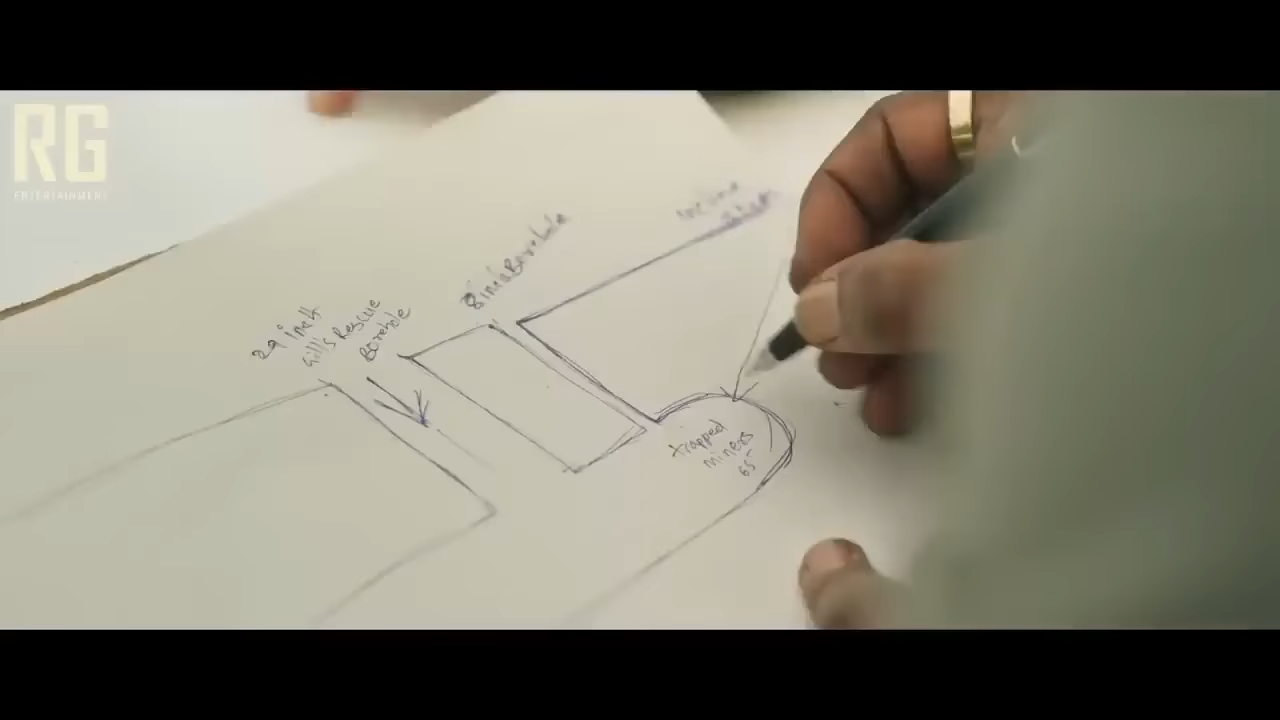 RG
ENTERTAINMENT
29 inch
Gill's Rescue
Borehole
8 inch Borehole
trapped
miners
65